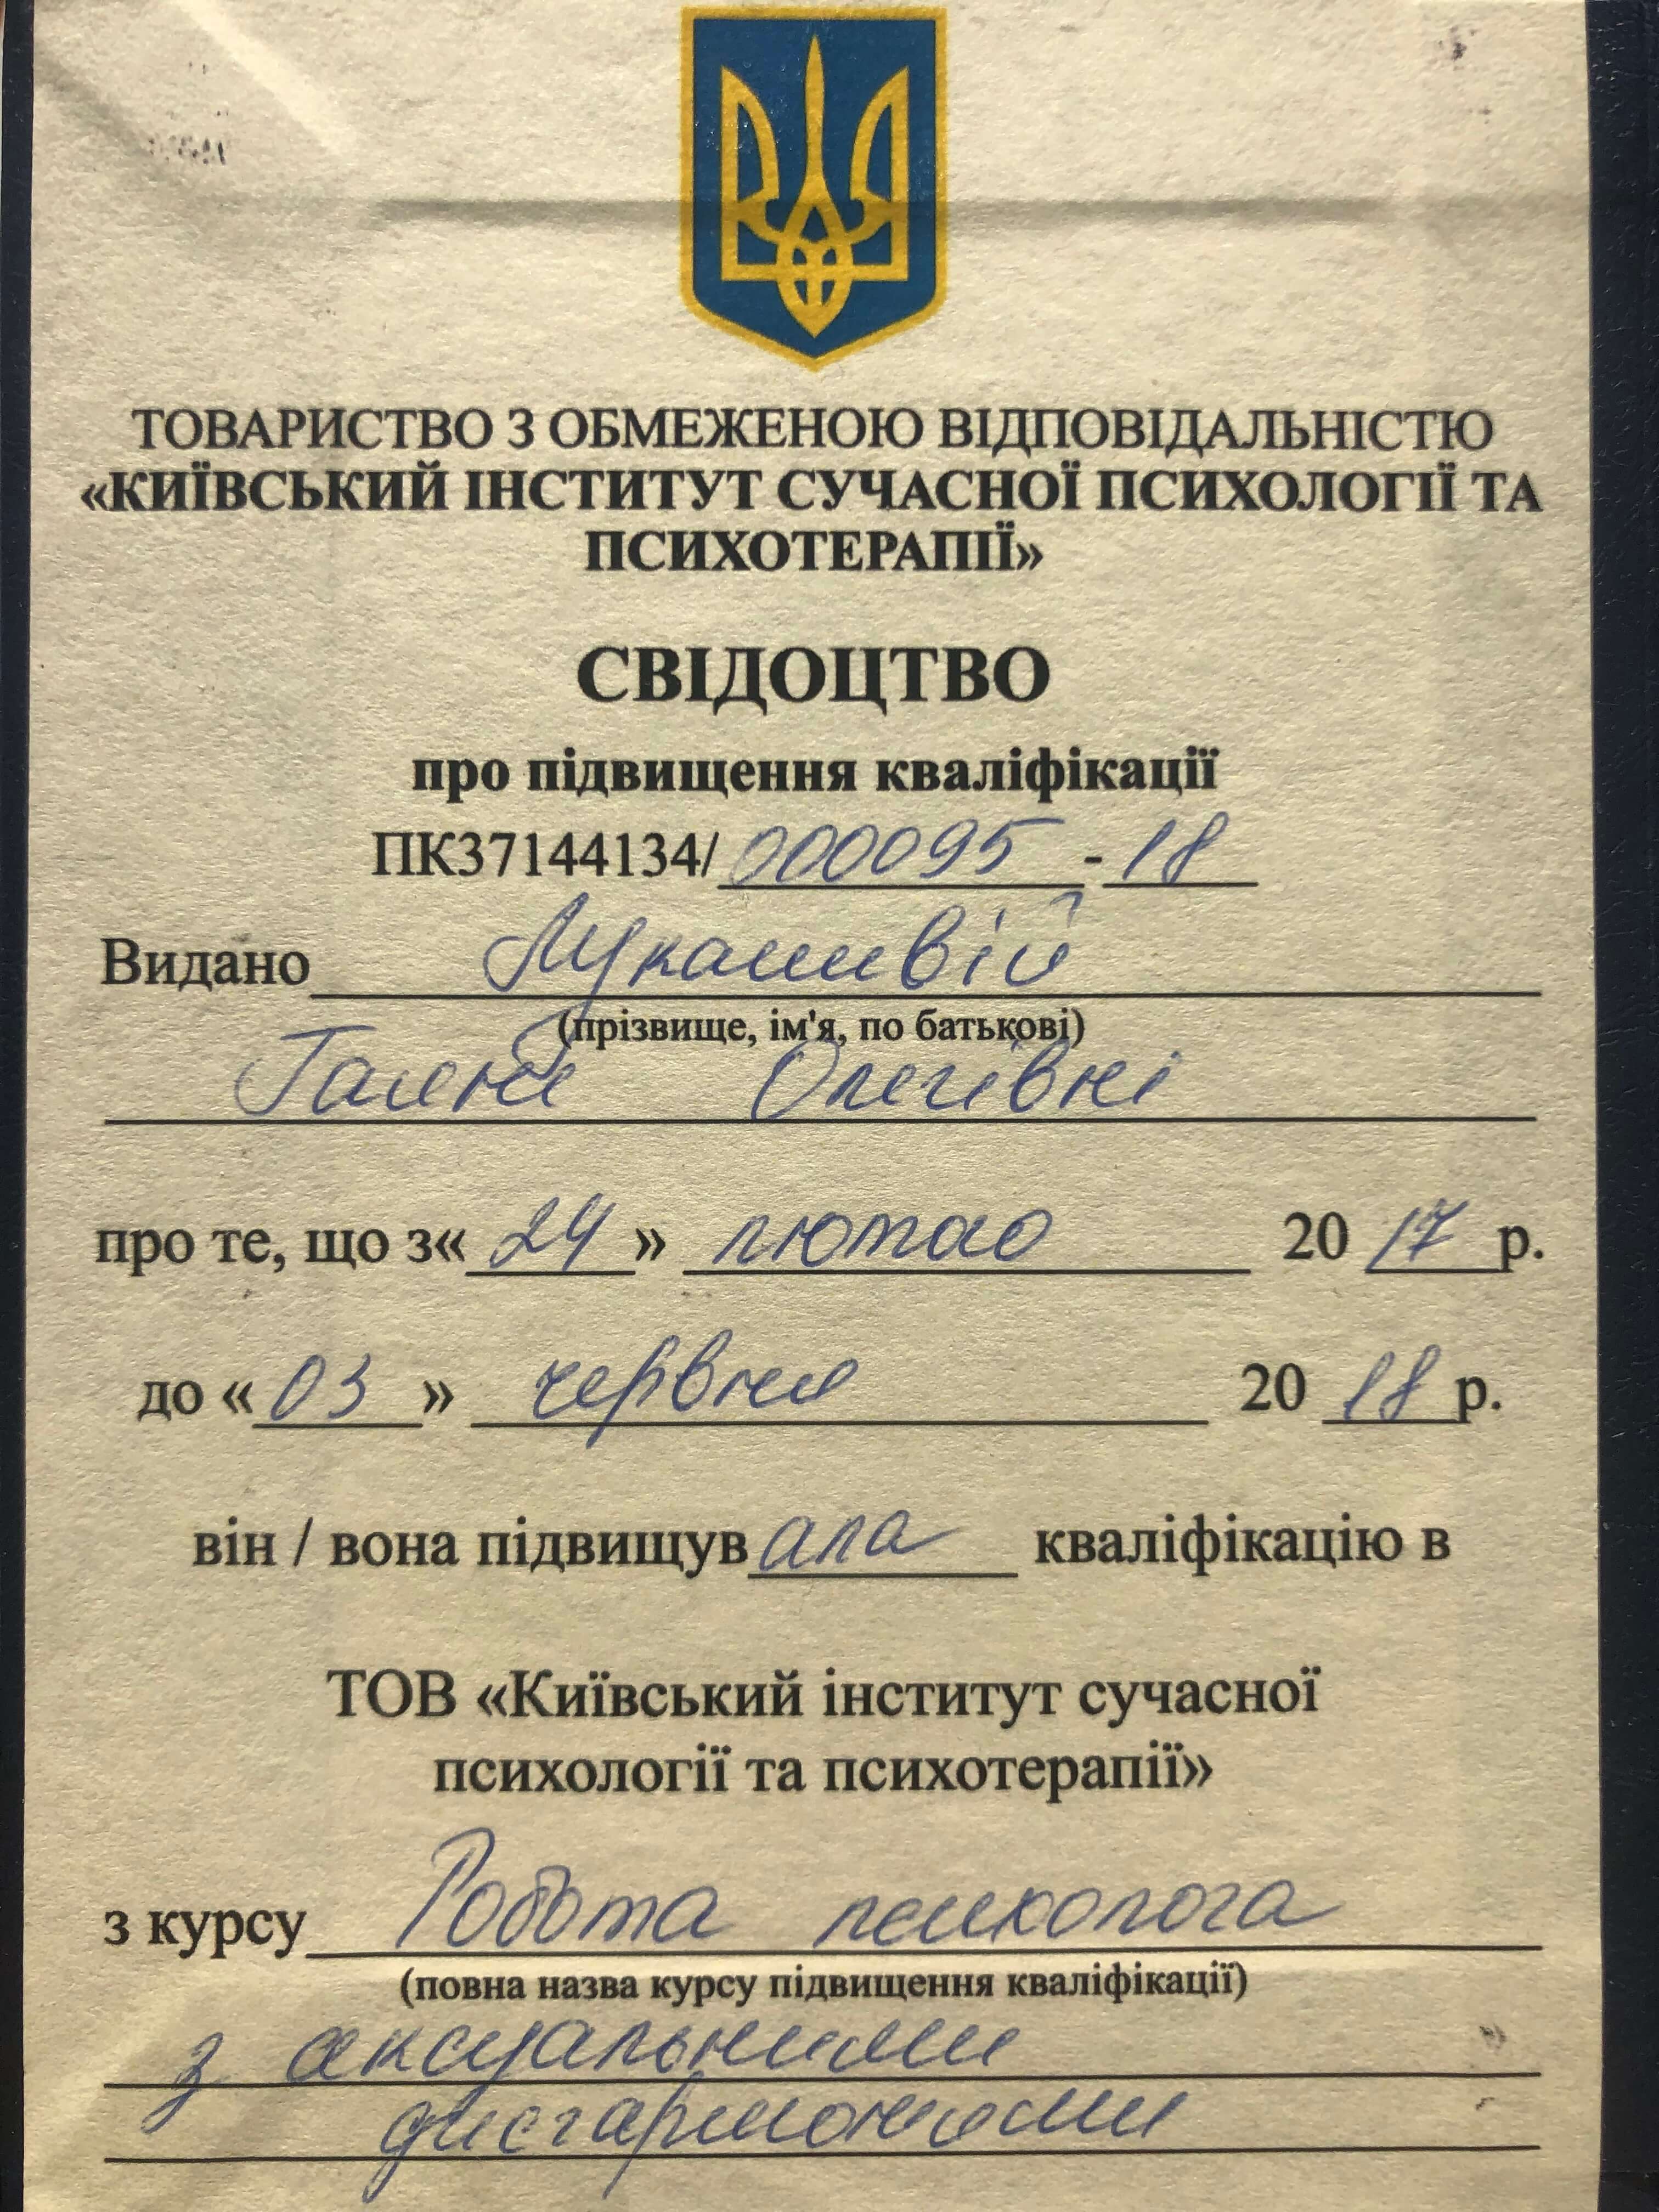 ТОВАРИСТВО З ОБМЕЖЕНОЮ ВІДПОВІДАЛЬНІСТЮ
«КИЇВСЬКИЙ ІНСТИТУТ СУЧАСНОЇ ПСИХОЛОГІЇ ТА
ПСИХОТЕРАПІЇ»
СВІДОЦТВО
про підвищення кваліфікації
ПК37144134/000095-18
Видано
(прізвище, ім'я, по батькові)
Олегівні
про те, що з«24» лютого 2017 р.
до «03» червня 2018 р.
він / вона підвищувала кваліфікацію в
ТОВ «Київський інститут сучасної
психології та психотерапії»
з курсу Робота психолога
(повна назва курсу підвищення кваліфікації)
з
дисгармоніями